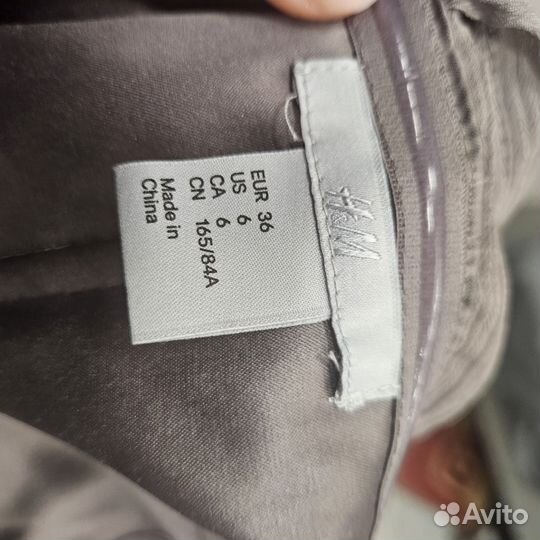 H&M
EUR 36
US 6
CA 6
CN 165/84A
Made in
China
Avito